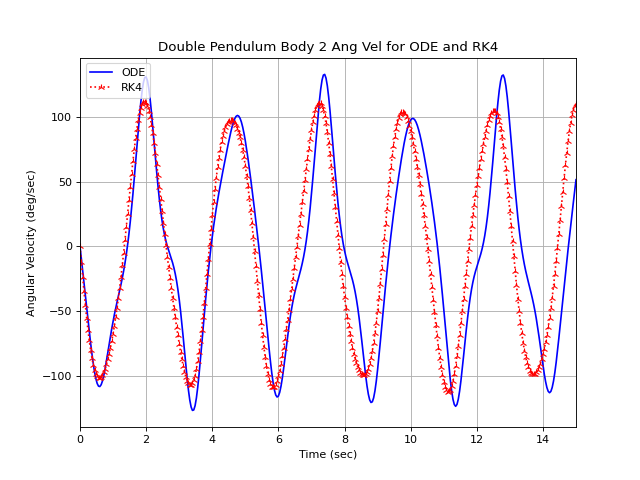 Double Pendulum Body 2 Ang Vel for ODE and RK4
ODE
RK4
100
50
0
−50
−100
Angular Velocity (deg/sec)
0 2 4 6 8 10 12 14
Time (sec)